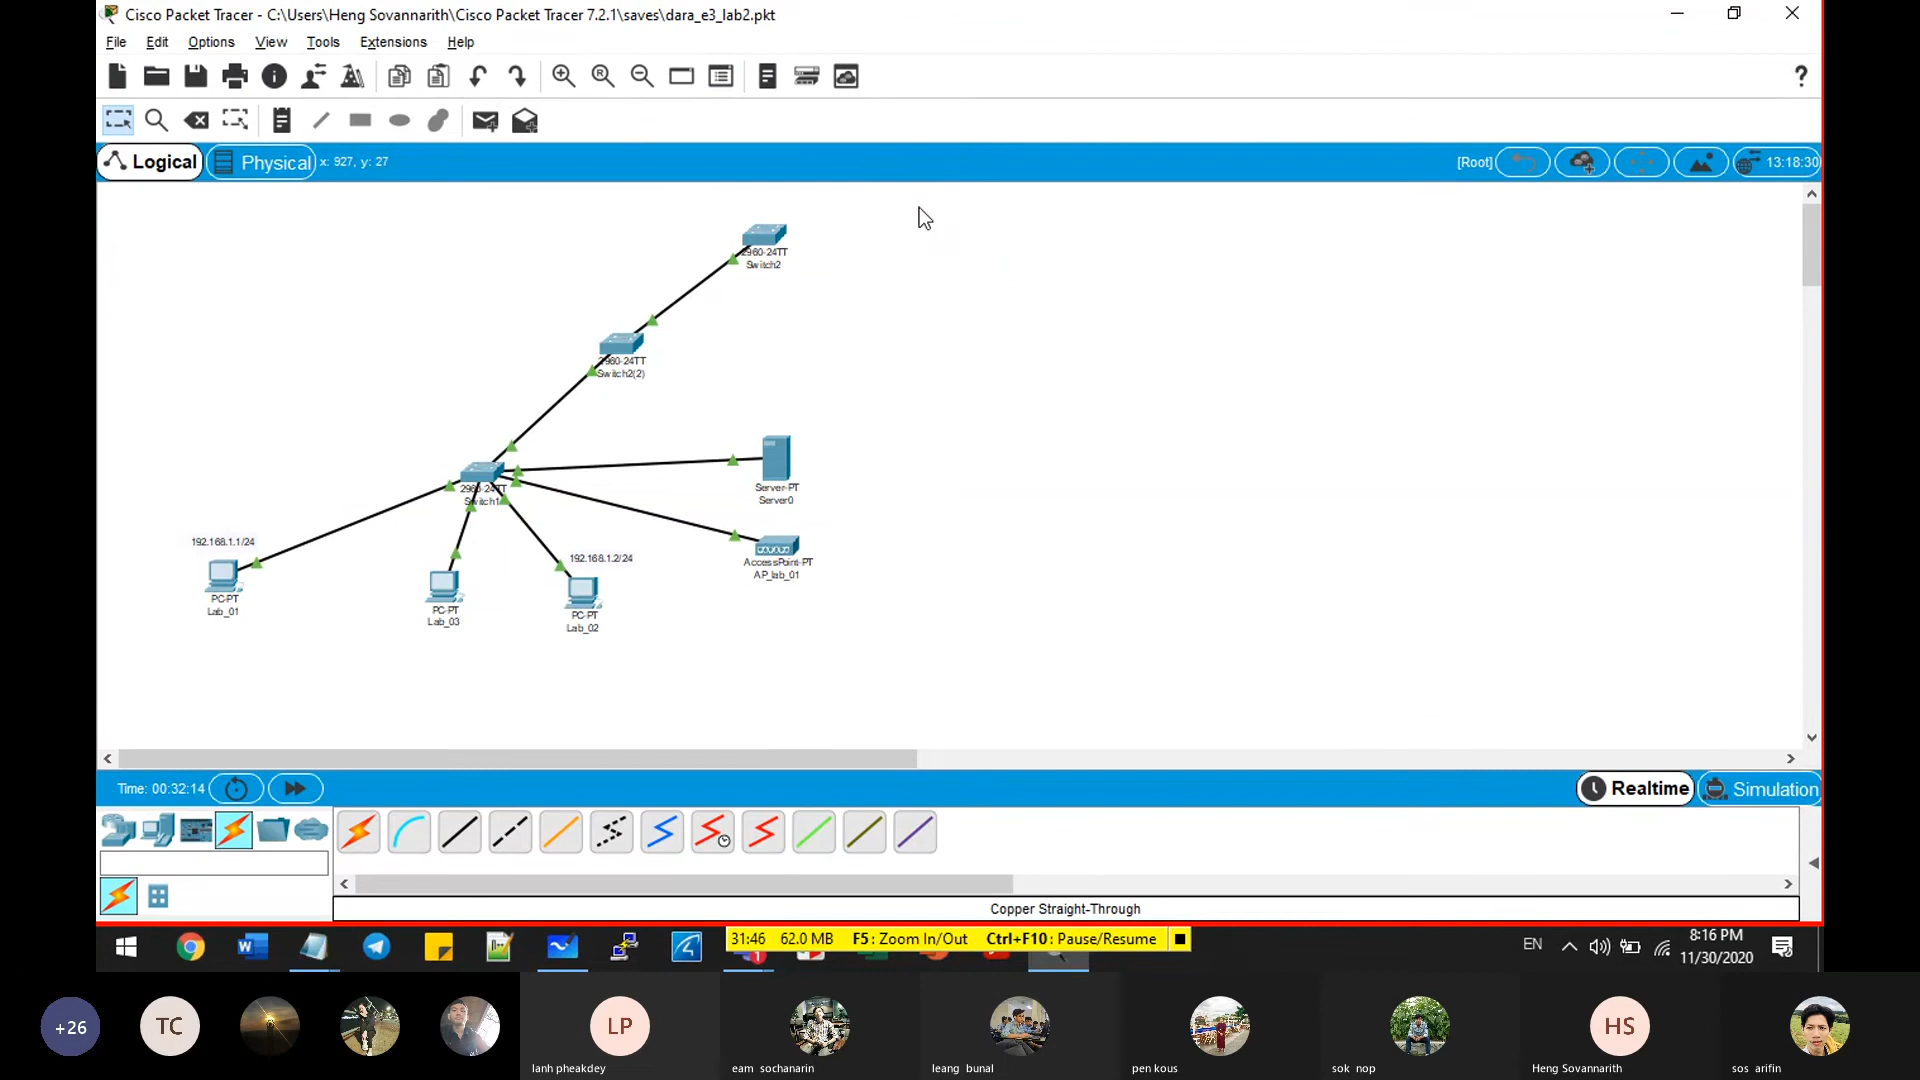 Cisco Packet Tracer - C:\Users\Heng Sovannarith\Cisco Packet Tracer 7.2.1\saves\dara_e3_lab2.pkt
File Edit Options View Tools Extensions Help
?
Logical Physical x: 927, y: 27 [Root] 13:18:30
2960-24TT
Switch2
2960-24TT
Switch2(2)
2960-24TT
Switch1
Server-PT
Server0
AccessPoint-PT
AP_lab_01
192.168.1.1/24
PC-PT
Lab_01
PC-PT
Lab_03
192.168.1.2/24
PC-PT
Lab_02
Time: 00:32:14 Realtime Simulation
Copper Straight-Through
31:46 62.0 MB F5: Zoom In/Out Ctrl+F10: Pause/Resume
EN
8:16 PM
11/30/2020
+26 TC LP HS
lanh pheakdey eam sochanarin leang bunal pen kous sok nop Heng Sovannarith sos arifin